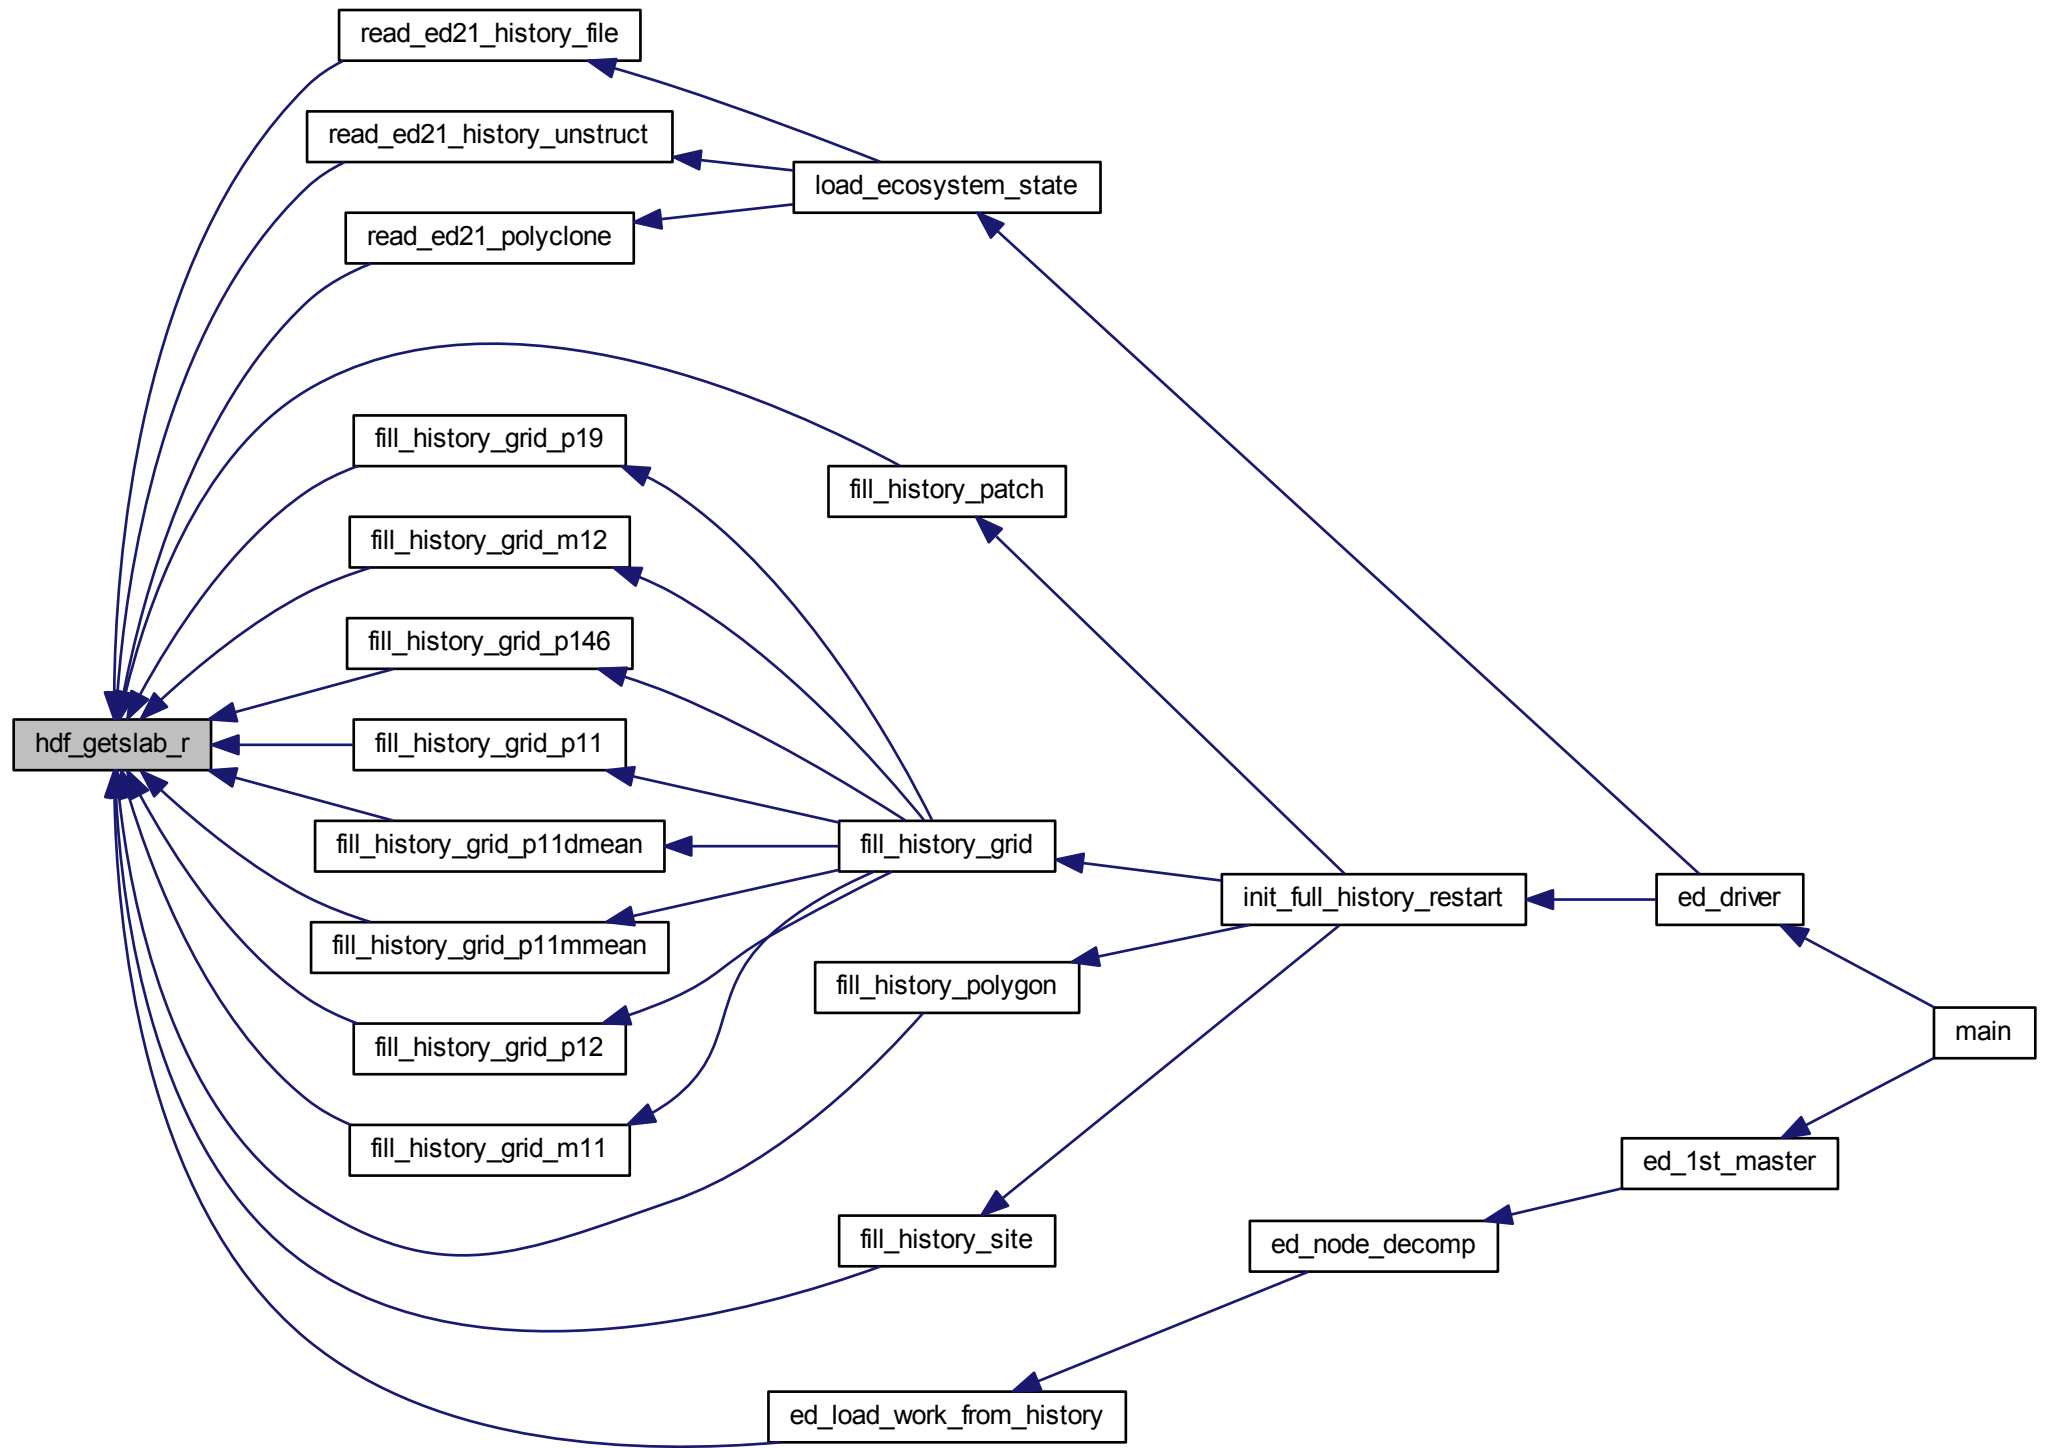 read_ed21_history_file
read_ed21_history_unstruct
load_ecosystem_state
read_ed21_polyclone
fill_history_grid_p19
fill_history_patch
fill_history_grid_m12
fill_history_grid_p146
hdf_getslab_r
fill_history_grid_p11
fill_history_grid_p11dmean
fill_history_grid
init_full_history_restart
ed_driver
fill_history_grid_p11mmean
fill_history_polygon
main
fill_history_grid_p12
fill_history_grid_m11
ed_1st_master
fill_history_site
ed_node_decomp
ed_load_work_from_history